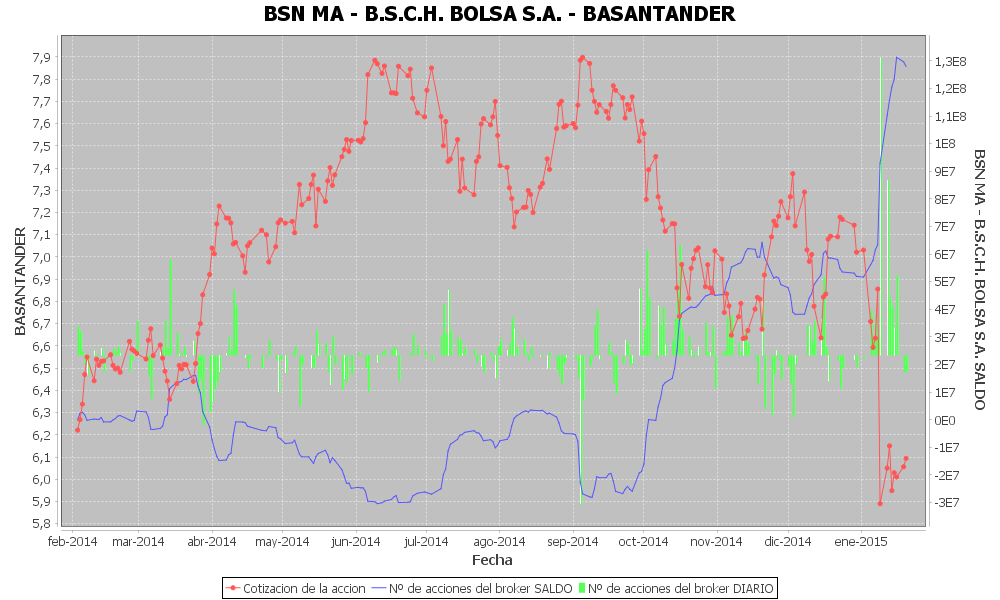 BSN MA - B.S.C.H. BOLSA S.A. - BASANTANDER
BASANTANDER
7,9
7,8
7,7
7,6
7,5
7,4
7,3
7,2
7,1
7,0
6,9
6,8
6,7
6,6
6,5
6,4
6,3
6,2
6,1
6,0
5,9
5,8
1,3E8
1,2E8
1,1E8
1E8
9E7
8E7
7E7
6E7
5E7
4E7
3E7
2E7
1E7
0E0
-1E7
-2E7
-3E7
BSN MA - B.S.C.H. BOLSA S.A. SALDO
feb-2014 mar-2014 abr-2014 may-2014 jun-2014 jul-2014 ago-2014 sep-2014 oct-2014 nov-2014 dic-2014 ene-2015
Fecha
Cotizacion de la accion Nº de acciones del broker SALDO Nº de acciones del broker DIARIO